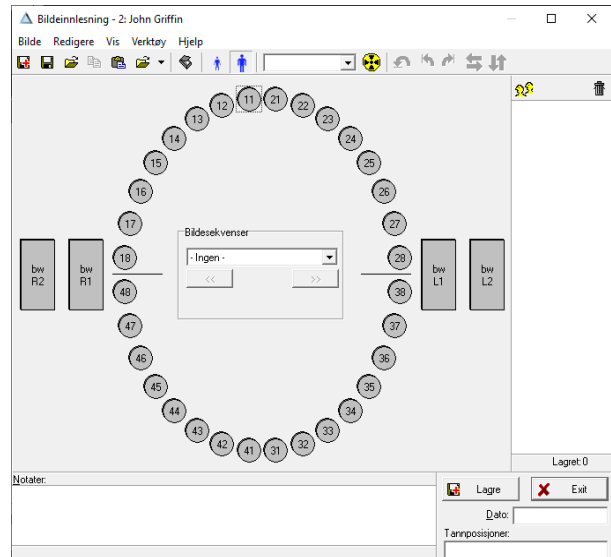 Bildeinnlesning - 2: John Griffin
Bilde Redigere Vis Verktøy Hjelp
11 21
12 22
13 23
14 24
15 25
16 26
17 27
18 28
Bildesekvenser
- Ingen -
<< >>
bw R2
bw R1
bw L1
bw L2
48 38
47 37
46 36
45 35
44 34
43 33
42 32
41 31
Lagret: 0
Notater:
Lagre Exit
Dato:
Tannposisjoner: